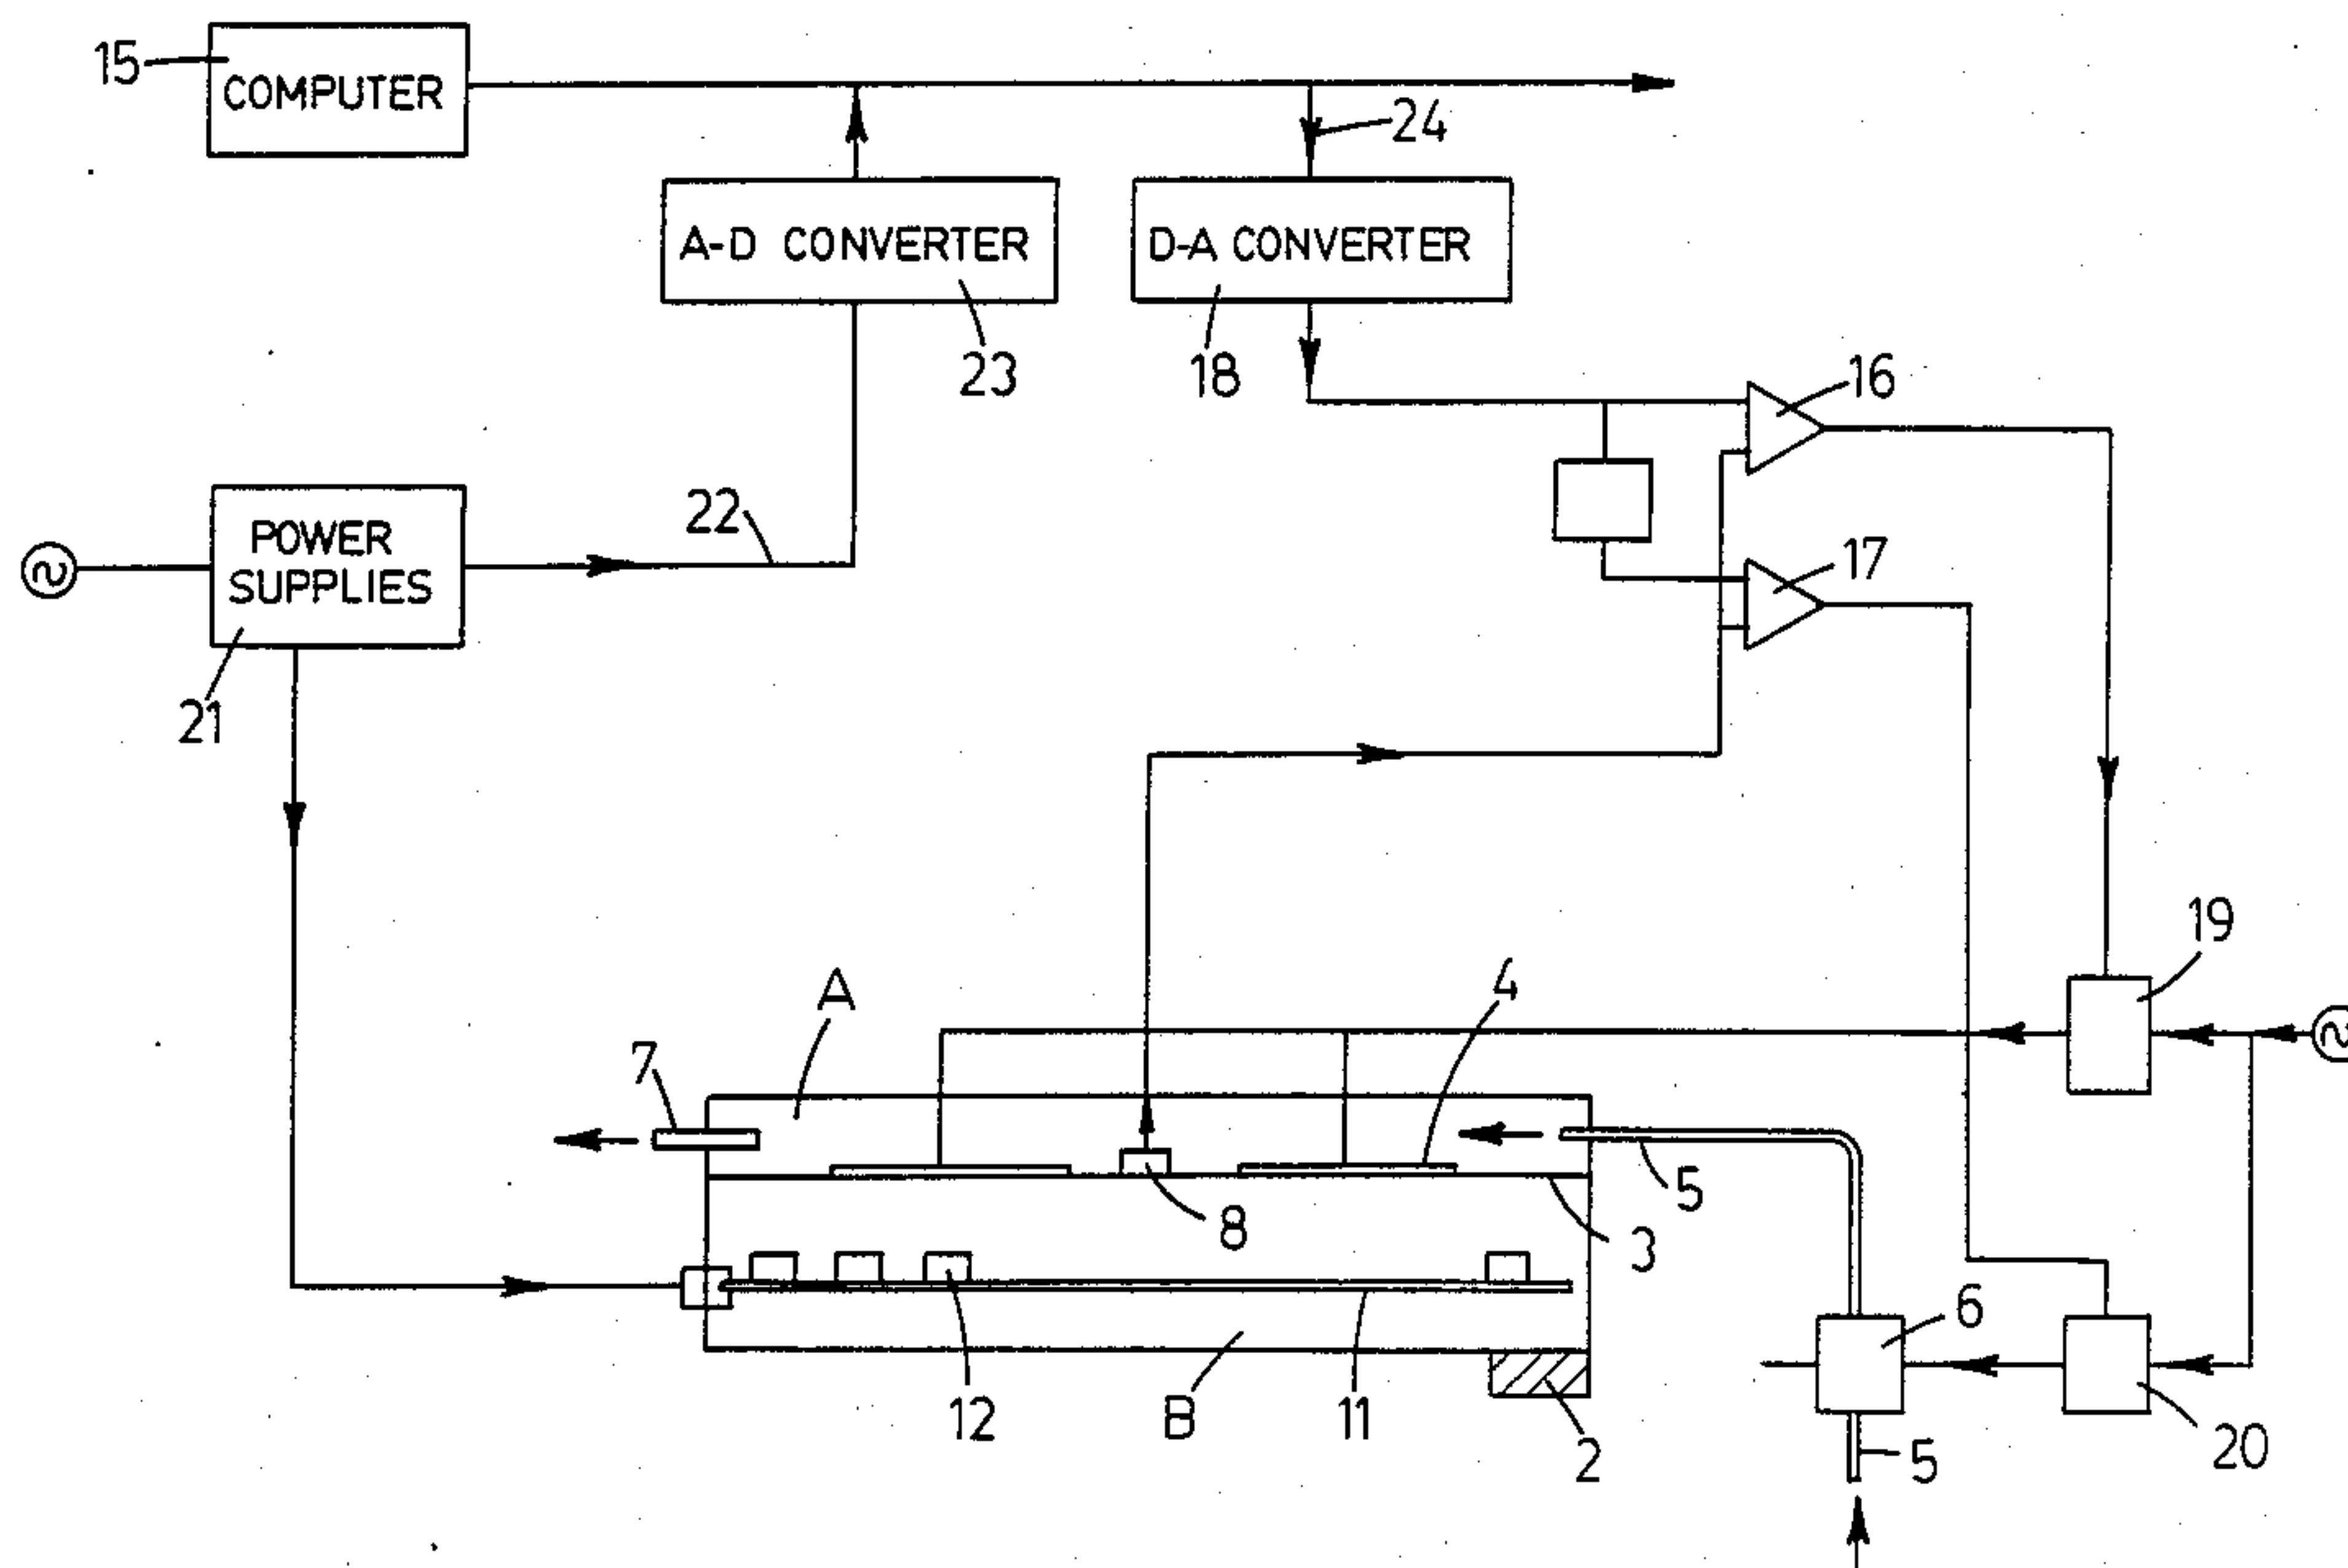 15
COMPUTER
24
A-D CONVERTER
D-A CONVERTER
23
18
16
POWER
SUPPLIES
22
17
21
19
A
4
7
5
8
3
6
12
B
11
2
5
20